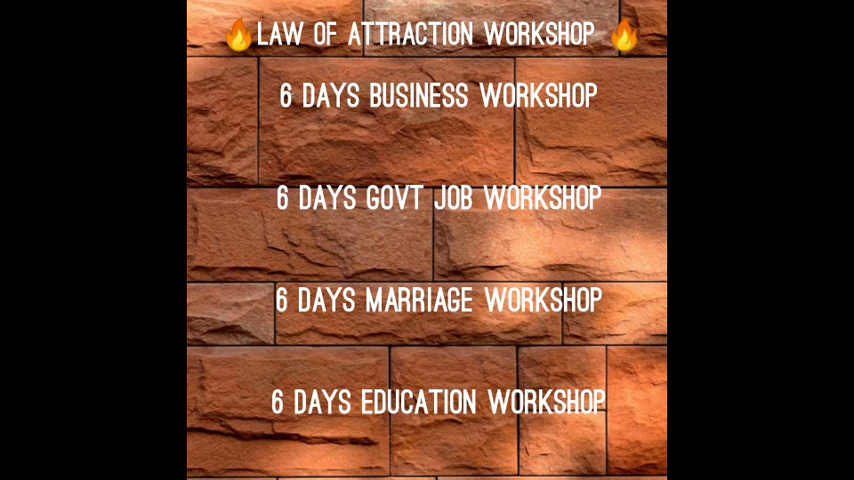 🔥LAW OF ATTRACTION WORKSHOP 🔥
6 DAYS BUSINESS WORKSHOP
6 DAYS GOVT JOB WORKSHOP
6 DAYS MARRIAGE WORKSHOP
6 DAYS EDUCATION WORKSHOP